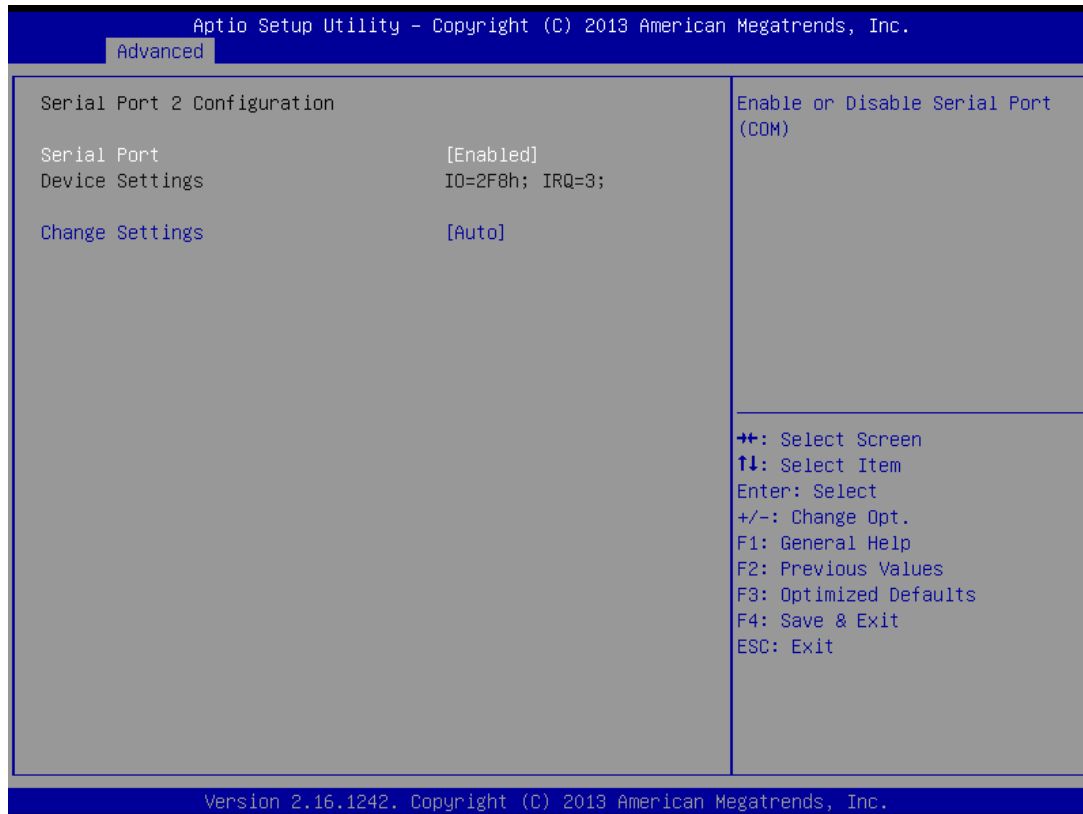 Aptio Setup Utility – Copyright (C) 2013 American Megatrends, Inc.
Advanced
Serial Port 2 Configuration
Serial Port [Enabled]
Device Settings IO=2F8h; IRQ=3;
Change Settings [Auto]
Enable or Disable Serial Port
(COM)
→←: Select Screen
↑↓: Select Item
Enter: Select
+/-: Change Opt.
F1: General Help
F2: Previous Values
F3: Optimized Defaults
F4: Save & Exit
ESC: Exit
Version 2.16.1242. Copyright (C) 2013 American Megatrends, Inc.